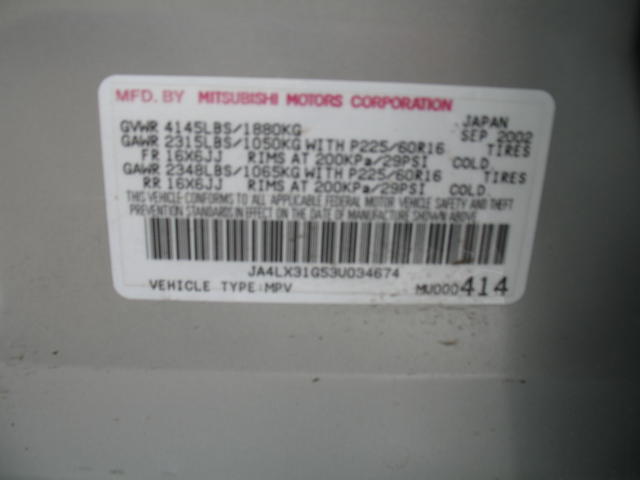 MFD. BY MITSUBISHI MOTORS CORPORATION
JAPAN
GVWR 4145LBS/1880KG SEP 2002
GAWR 2315LBS/1050KG WITH P225/60R16 TIRES
FR 16X6JJ RIMS AT 200KPa/29PSI COLD.
GAWR 2348LBS/1065KG WITH P225/60R16 TIRES
RR 16X6JJ RIMS AT 200KPa/29PSI COLD.
THIS VEHICLE CONFORMS TO ALL APPLICABLE FEDERAL MOTOR VEHICLE SAFETY AND THEFT
PREVENTION STANDARDS IN EFFECT ON THE DATE OF MANUFACTURE SHOWN ABOVE.
JA4LX31G53U034674
VEHICLE TYPE:MPV MU000414